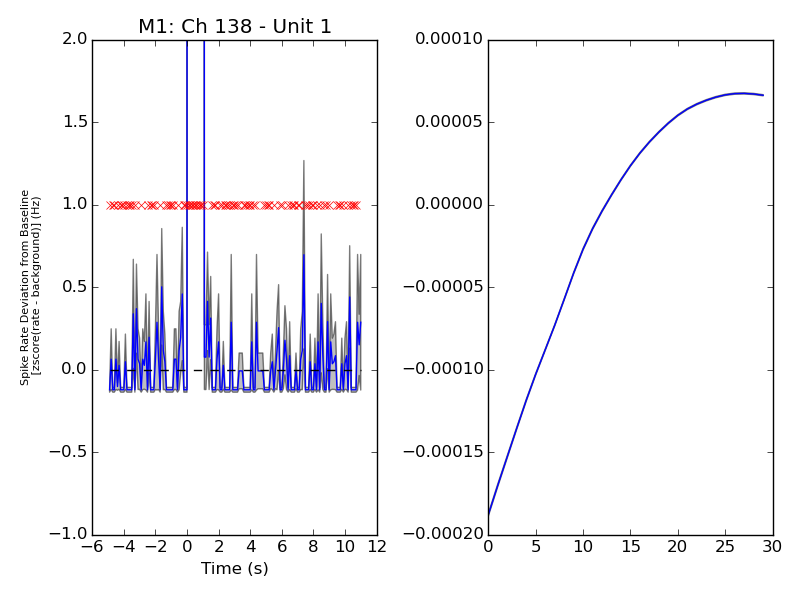 M1: Ch 138 - Unit 1
2.0
1.5
1.0
0.5
0.0
−0.5
−1.0
−6 −4 −2 0 2 4 6 8 10 12
Time (s)
Spike Rate Deviation from Baseline
[zscore(rate - background)] (Hz)
0.00010
0.00005
0.00000
−0.00005
−0.00010
−0.00015
−0.00020
0 5 10 15 20 25 30